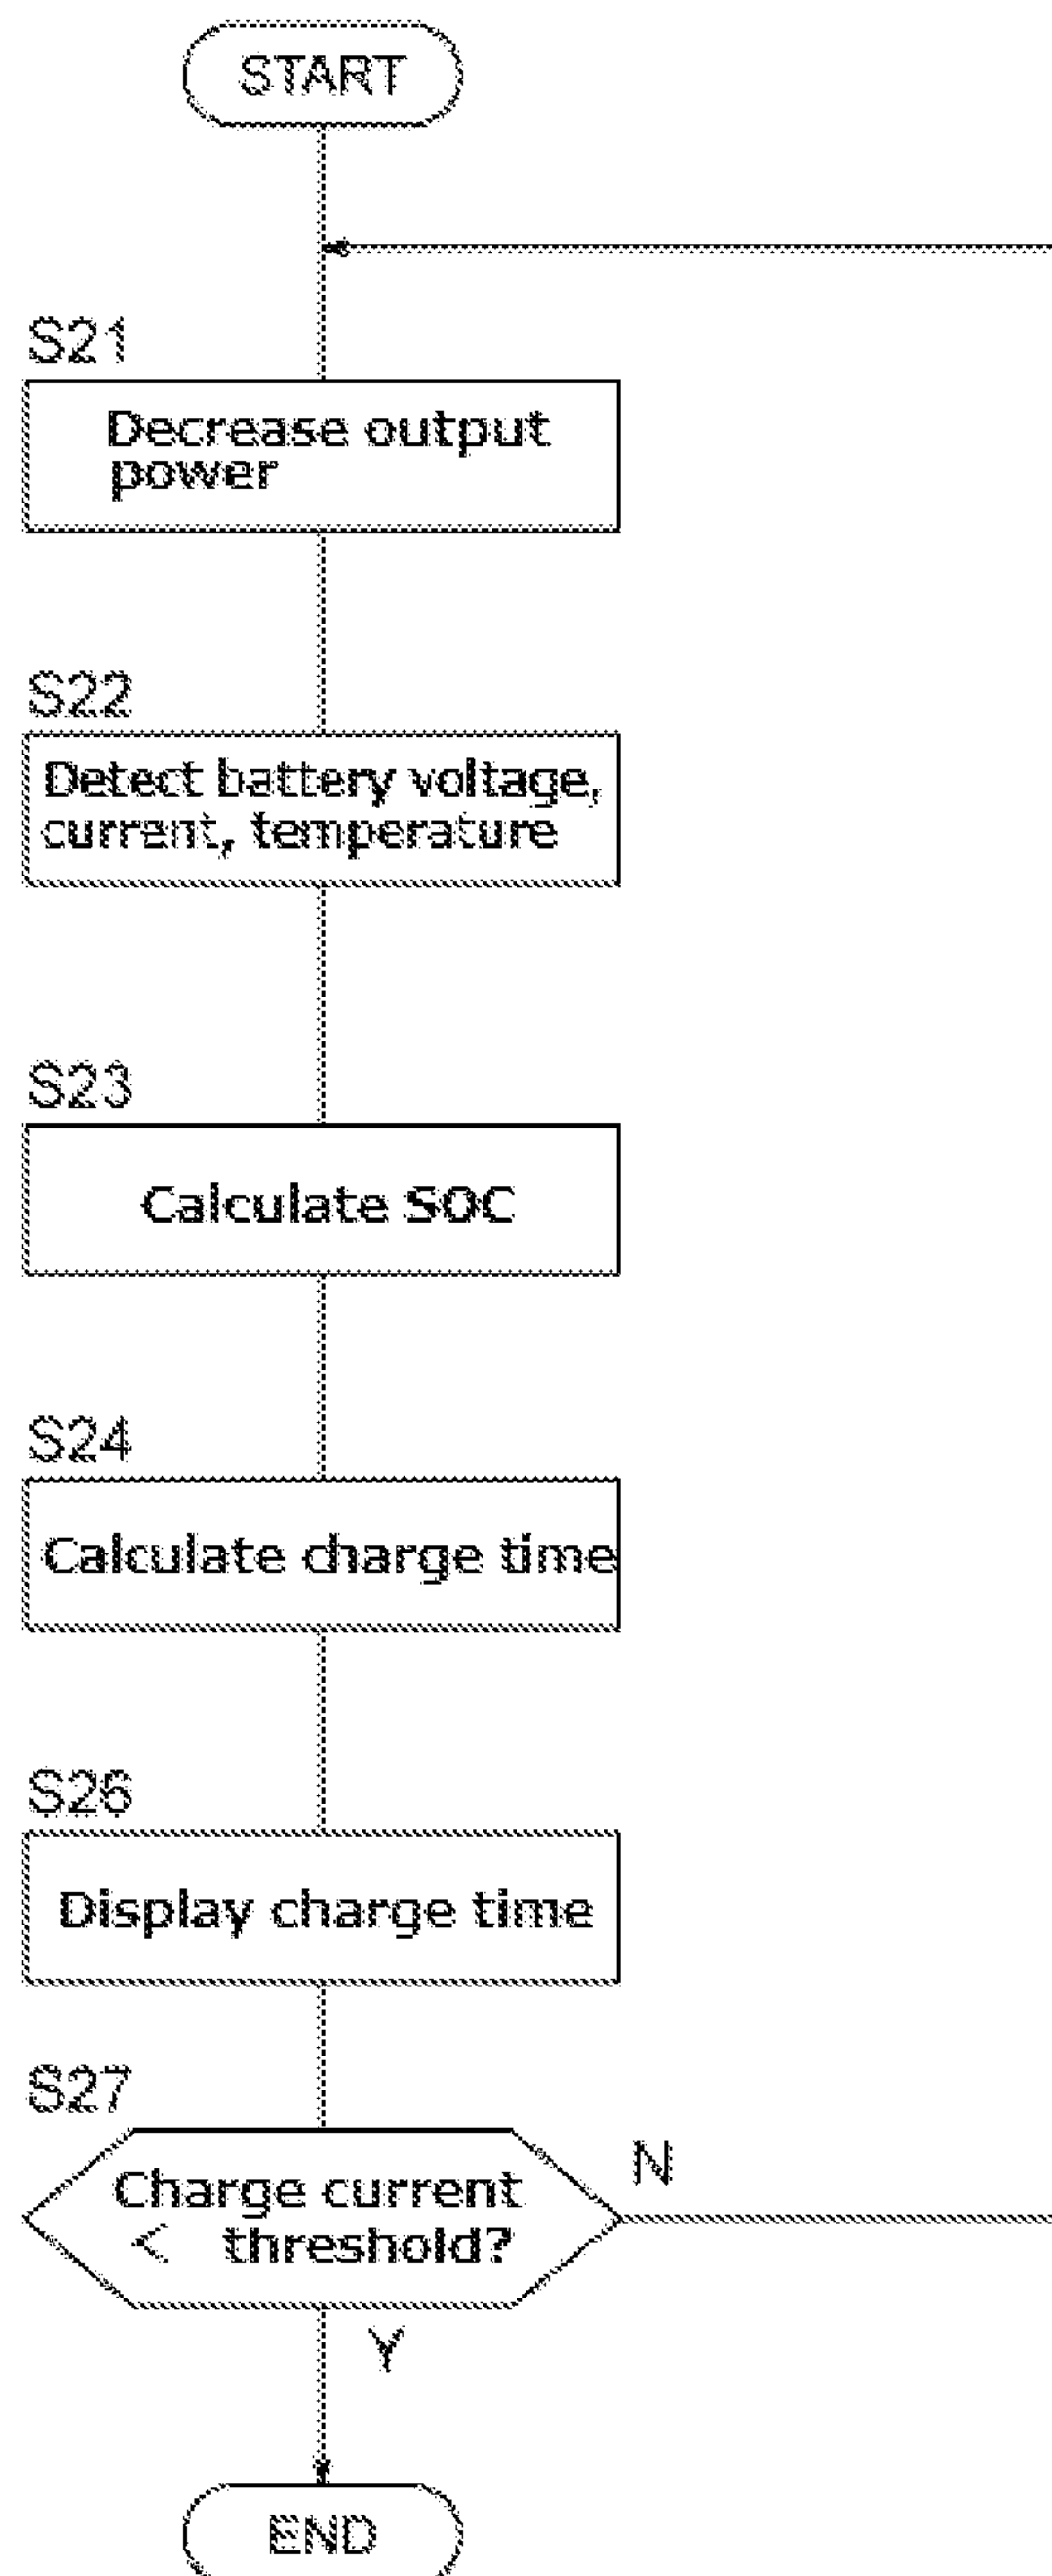 START
S21
Decrease output
power
S22
Detect battery voltage,
current, temperature
S23
Calculate SOC
S24
Calculate charge time
S26
Display charge time
S27
Charge current
< threshold?
N
Y
END